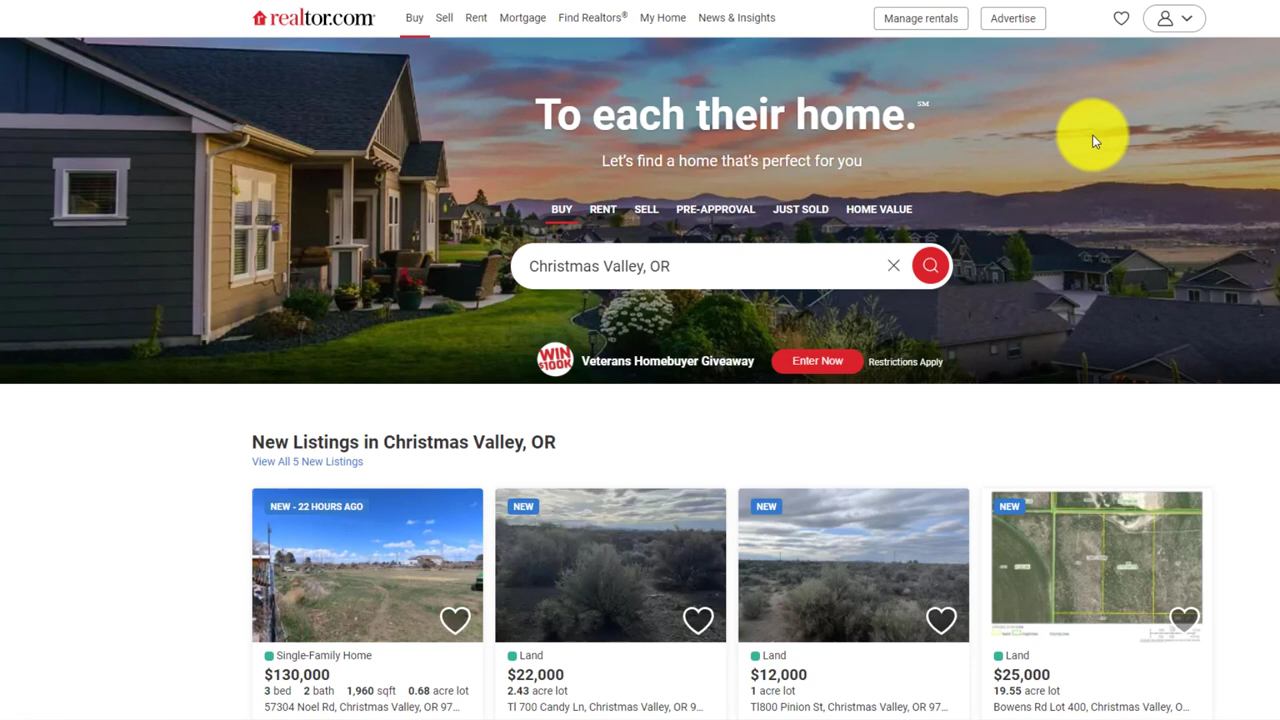 realtor.com®
Buy Sell Rent Mortgage Find Realtors® My Home News & Insights
Manage rentals Advertise
To each their home.℠
Let's find a home that's perfect for you
BUY RENT SELL PRE-APPROVAL JUST SOLD HOME VALUE
Christmas Valley, OR
WIN $100K Veterans Homebuyer Giveaway Enter Now Restrictions Apply
New Listings in Christmas Valley, OR
View All 5 New Listings
NEW - 22 HOURS AGO
Single-Family Home
$130,000
3 bed 2 bath 1,960 sqft 0.68 acre lot
57304 Noel Rd, Christmas Valley, OR 97...
NEW
Land
$22,000
2.43 acre lot
Tl 700 Candy Ln, Christmas Valley, OR 9...
NEW
Land
$12,000
1 acre lot
Tl800 Pinion St, Christmas Valley, OR 97...
NEW
Land
$25,000
19.55 acre lot
Bowens Rd Lot 400, Christmas Valley, O...